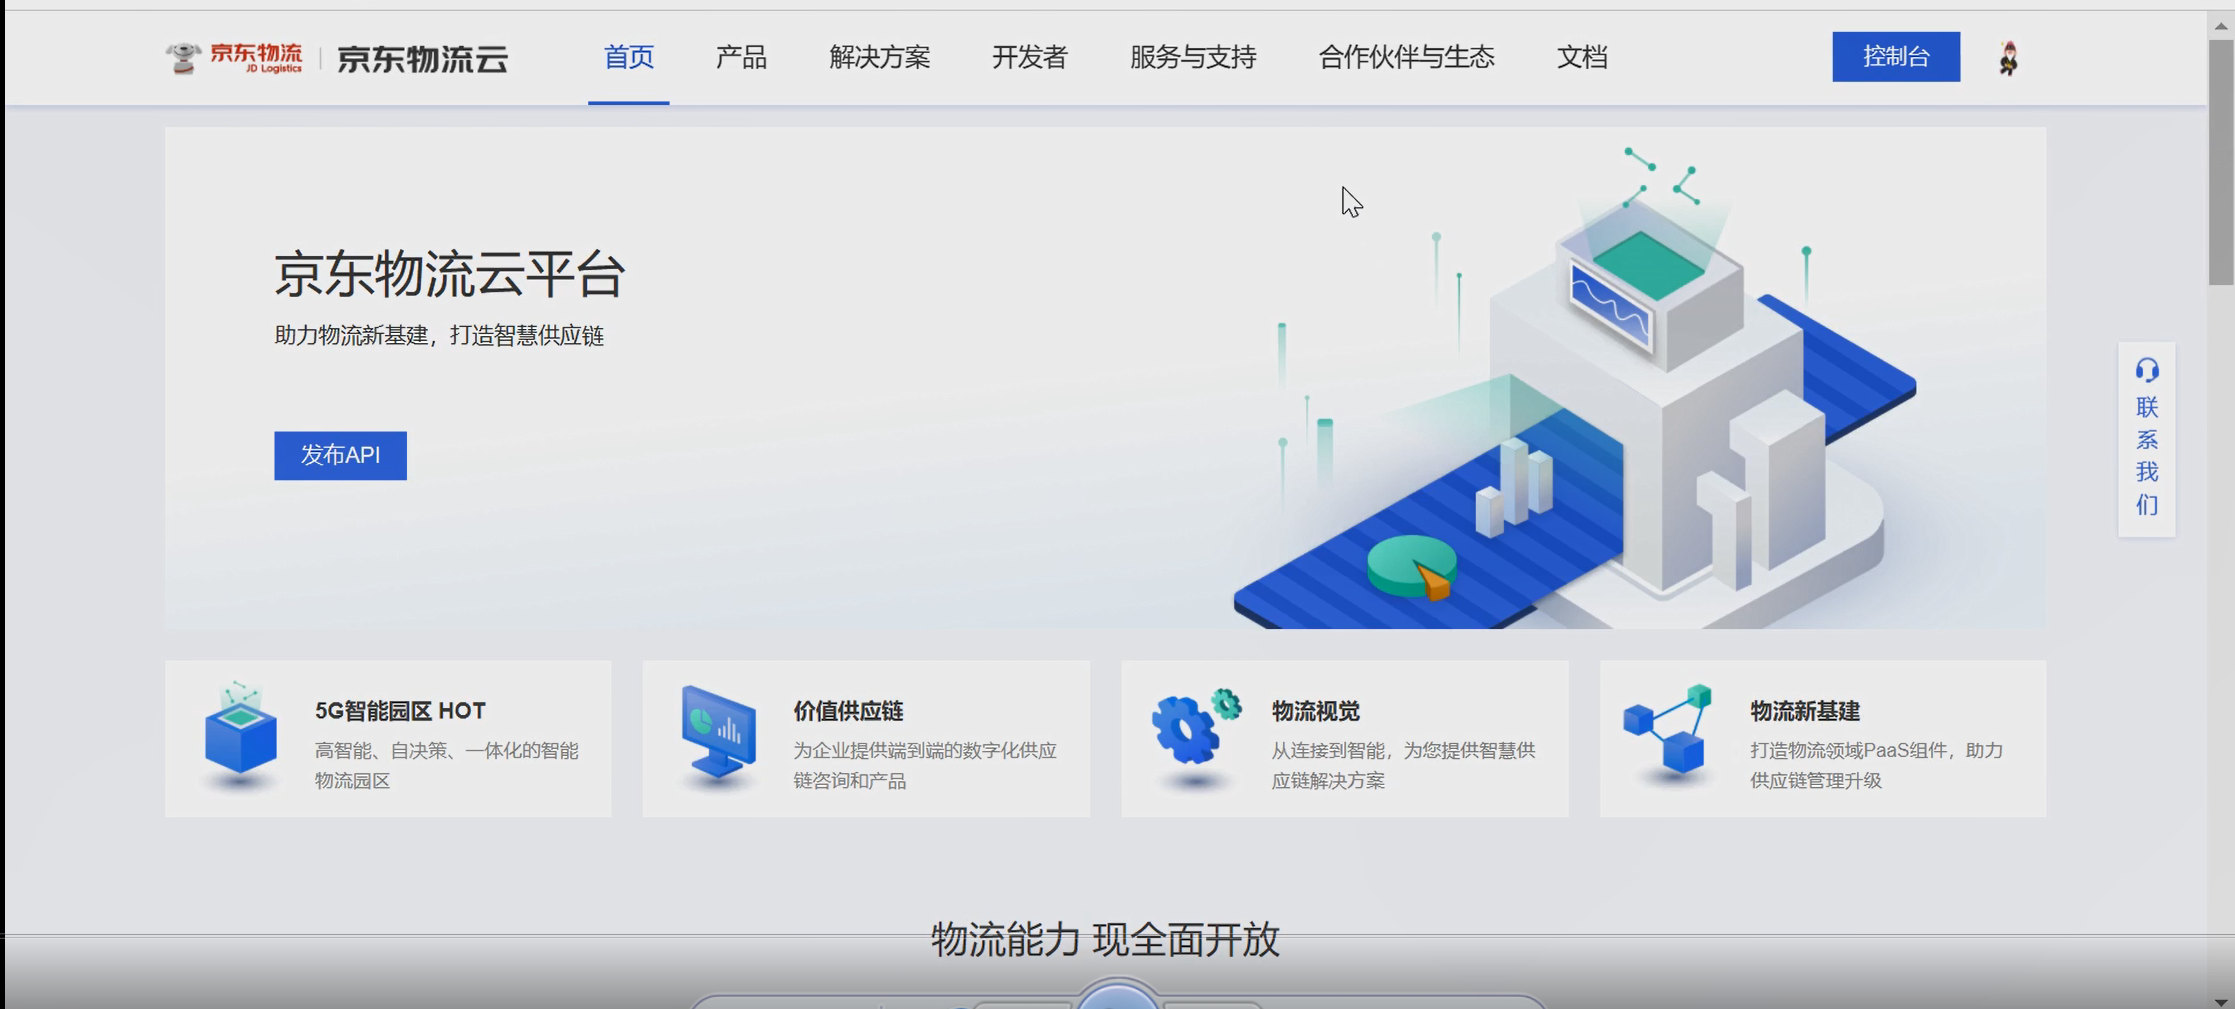 京东物流
JD Logistics
京东物流云
首页
产品
解决方案
开发者
服务与支持
合作伙伴与生态
文档
控制台
京东物流云平台
助力物流新基建，打造智慧供应链
发布API
联
系
我
们
5G智能园区 HOT
高智能、自决策、一体化的智能
物流园区
价值供应链
为企业提供端到端的数字化供应
链咨询和产品
物流视觉
从连接到智能，为您提供智慧供
应链解决方案
物流新基建
打造物流领域PaaS组件，助力
供应链管理升级
物流能力 现全面开放